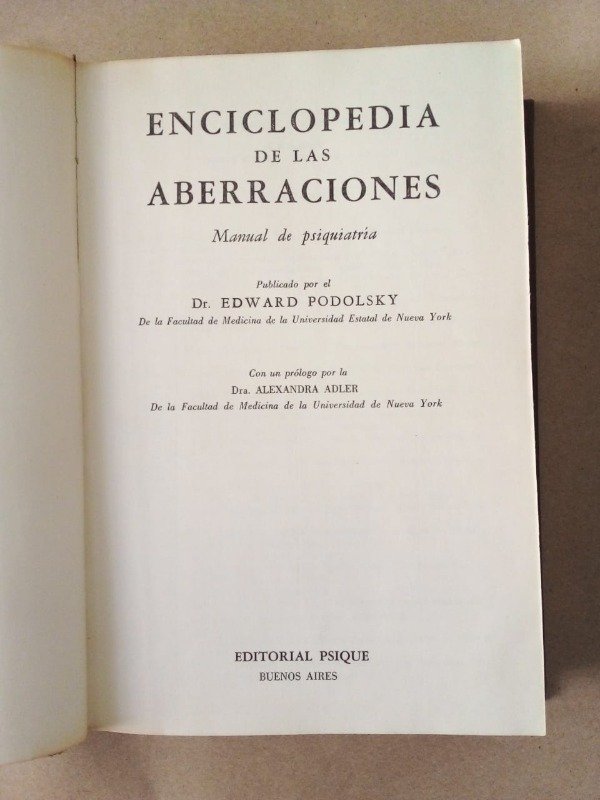 ENCICLOPEDIA
DE LAS
ABERRACIONES
Manual de psiquiatría
Publicado por el
Dr. EDWARD PODOLSKY
De la Facultad de Medicina de la Universidad Estatal de Nueva York
Con un prólogo por la
Dra. ALEXANDRA ADLER
De la Facultad de Medicina de la Universidad de Nueva York
EDITORIAL PSIQUE
BUENOS AIRES